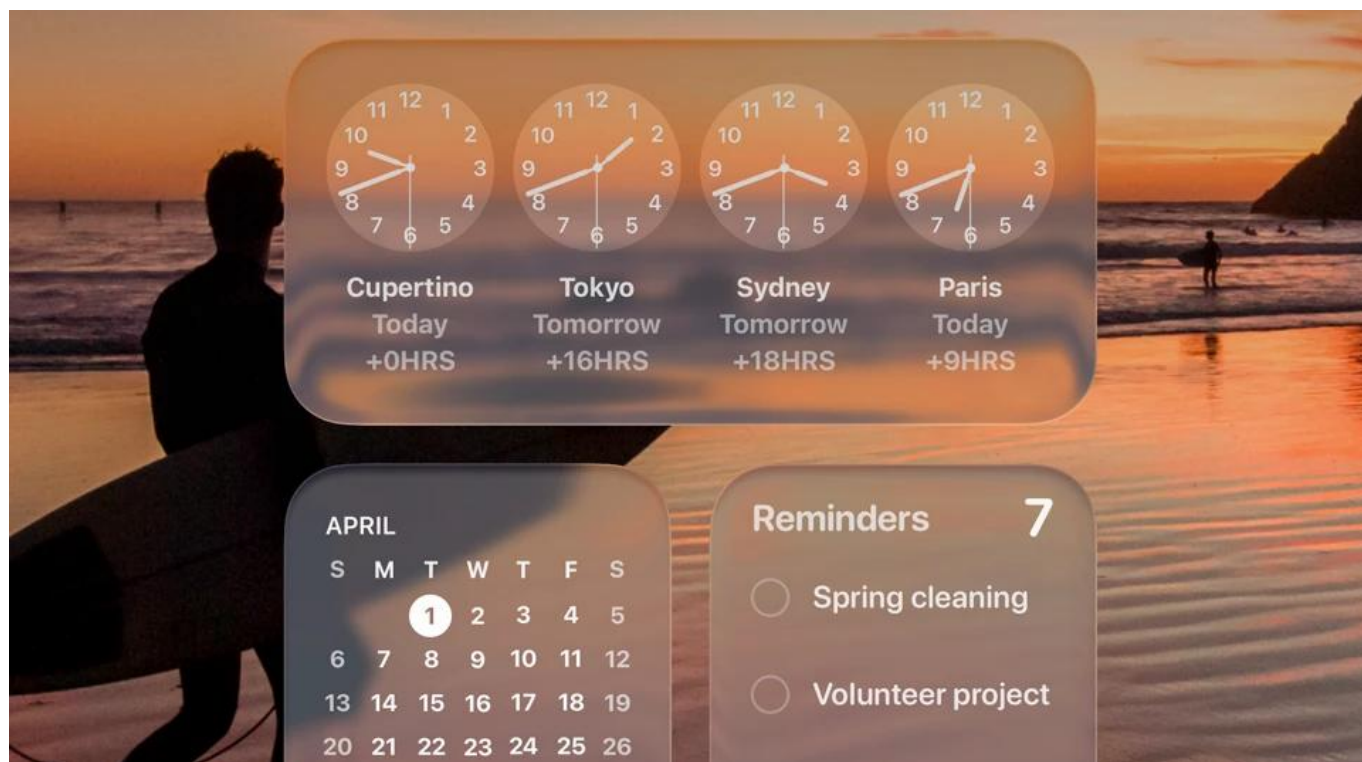 12
11 1
10 2
9 3
8 4
7 6 5
12
11 1
10 2
9 3
8 4
7 6 5
12
11 1
10 2
9 3
8 4
7 6 5
12
11 1
10 2
9 3
8 4
7 6 5
Cupertino
Today
+0HRS
Tokyo
Tomorrow
+16HRS
Sydney
Tomorrow
+18HRS
Paris
Today
+9HRS
APRIL
S M T W T F S
1 2 3 4 5
6 7 8 9 10 11 12
13 14 15 16 17 18 19
20 21 22 23 24 25 26
Reminders 7
Spring cleaning
Volunteer project